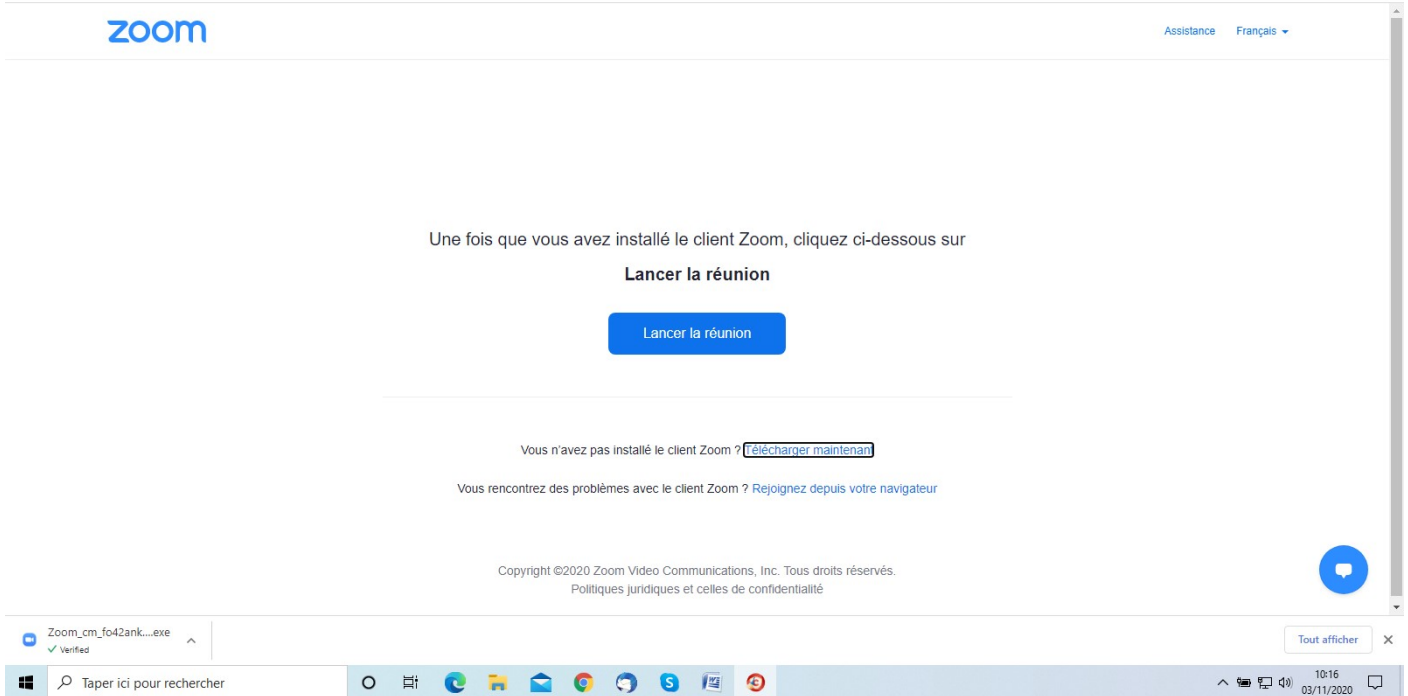 zoom
Assistance Français
Une fois que vous avez installé le client Zoom, cliquez ci-dessous sur
Lancer la réunion
Lancer la réunion
Vous n'avez pas installé le client Zoom ? Télécharger maintenant
Vous rencontrez des problèmes avec le client Zoom ? Rejoignez depuis votre navigateur
Copyright ©2020 Zoom Video Communications, Inc. Tous droits réservés.
Politiques juridiques et celles de confidentialité
Zoom_cm_fo42ank....exe
Verified
Tout afficher
Taper ici pour rechercher
10:16
03/11/2020